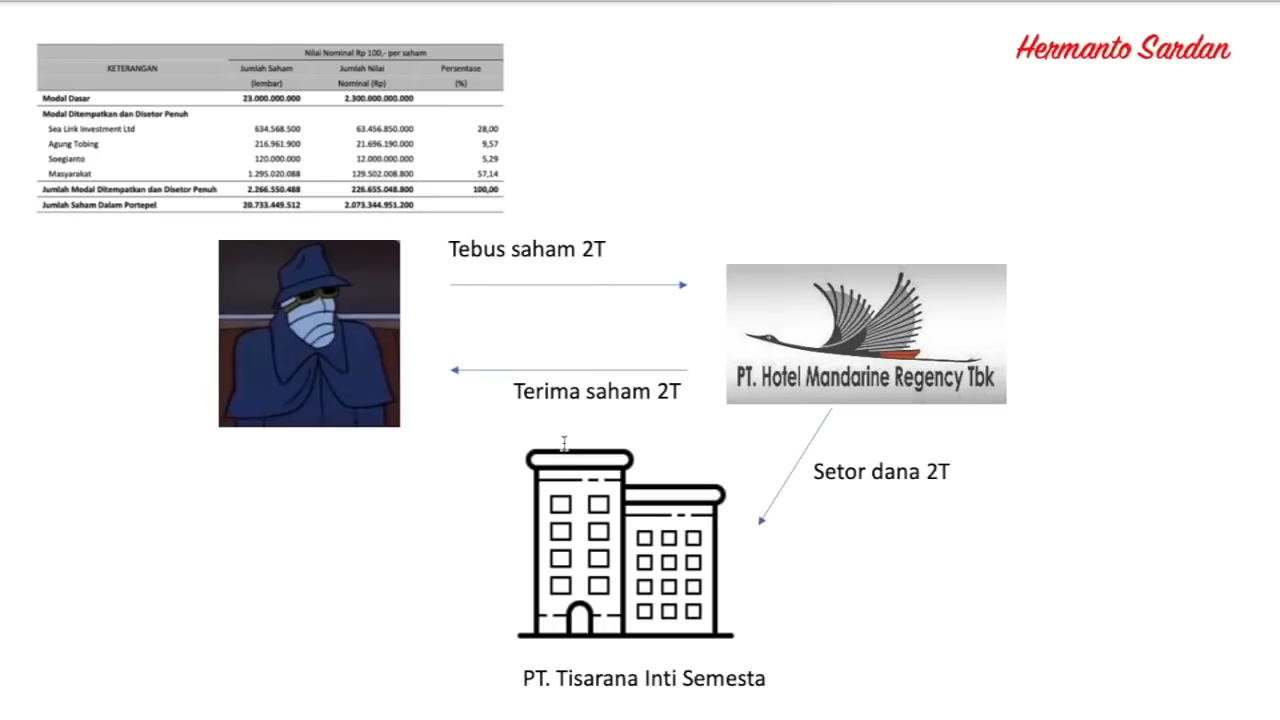 Hermanto Sardan
Nilai Nominal Rp 100,- per saham
KETERANGAN Jumlah Saham Jumlah Nilai Persentase
(lembar) Nominal (Rp) (%)
Modal Dasar 23.000.000.000 2.300.000.000.000
Modal Ditempatkan dan Disetor Penuh
Sea Link Investment Ltd 634.568.500 63.456.850.000 28,00
Agung Tobing 216.961.900 21.696.190.000 9,57
Soegianto 120.000.000 12.000.000.000 5,29
Masyarakat 1.295.020.088 129.502.008.800 57,14
Jumlah Modal Ditempatkan dan Disetor Penuh 2.266.550.488 226.655.048.800 100,00
Jumlah Saham Dalam Portepel 20.733.449.512 2.073.344.951.200
Tebus saham 2T
PT. Hotel Mandarine Regency Tbk
Terima saham 2T
Setor dana 2T
PT. Tisarana Inti Semesta